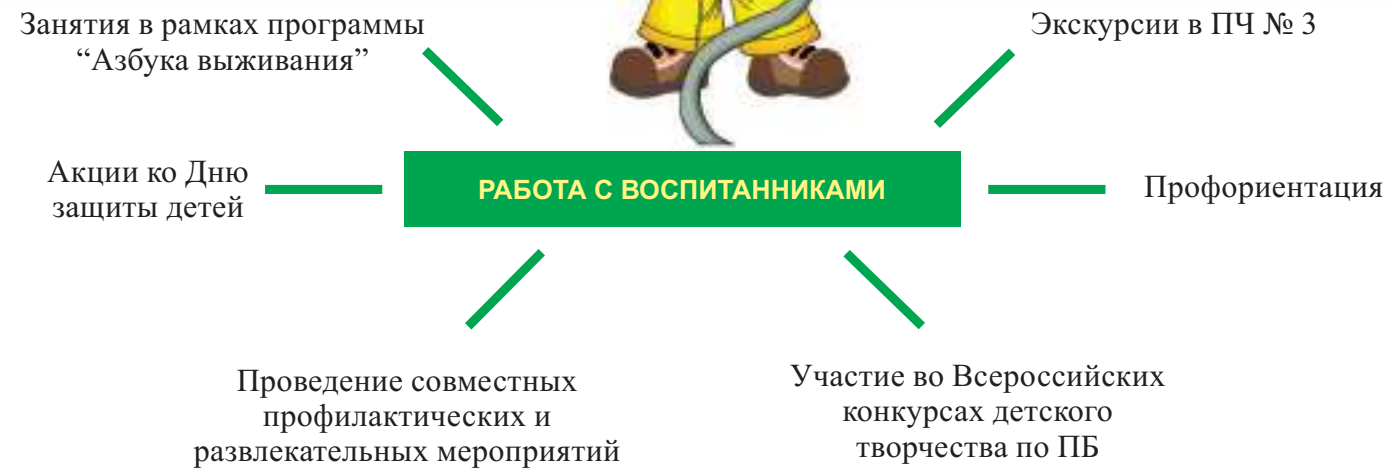 Занятия в рамках программы
“Азбука выживания”
Экскурсии в ПЧ № 3
Акции ко Дню
защиты детей
РАБОТА С ВОСПИТАННИКАМИ
Профориентация
Проведение совместных
профилактических и
развлекательных мероприятий
Участие во Всероссийских
конкурсах детского
творчества по ПБ